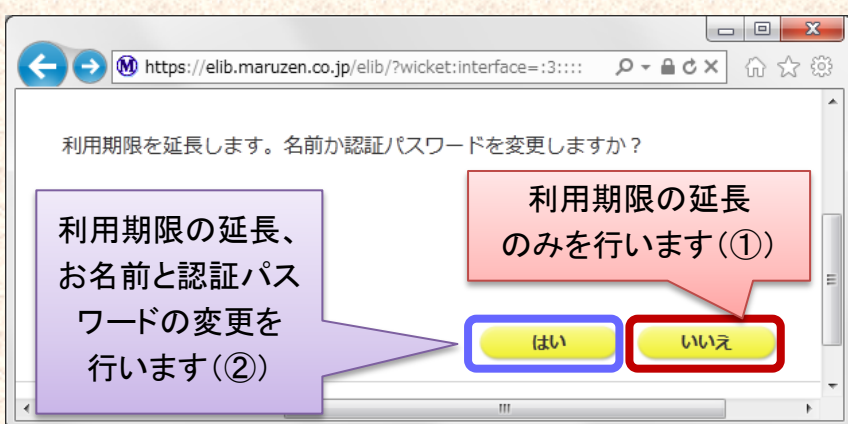 https://elib.maruzen.co.jp/elib/?wicket:interface=:3::::
利用期限を延長します。名前か認証パスワードを変更しますか？
利用期限の延長
のみを行います（①）
利用期限の延長、
お名前と認証パス
ワードの変更を
行います（②）
はい
いいえ